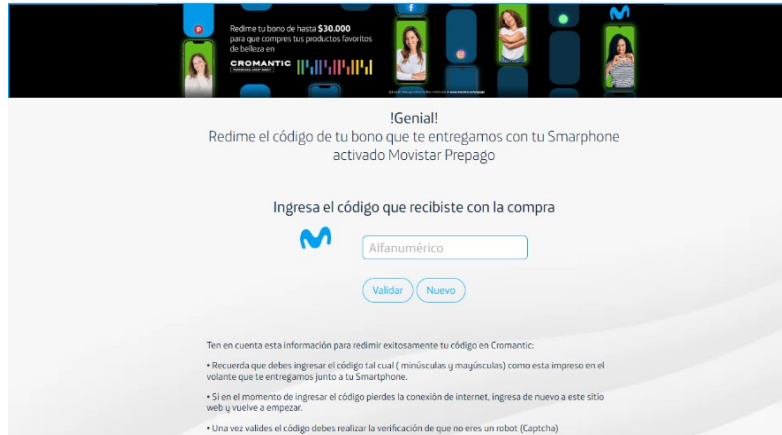 Redime tu bono de hasta $30.000
para que compres tus productos favoritos
de belleza en
CROMANTIC
!Genial!
Redime el código de tu bono que te entregamos con tu Smarphone
activado Movistar Prepago
Ingresa el código que recibiste con la compra
Alfanumérico
Validar Nuevo
Ten en cuenta esta información para redimir exitosamente tu código en Cromantic:
• Recuerda que debes ingresar el código tal cual ( minúsculas y mayúsculas) como esta impreso en el
volante que te entregamos junto a tu Smartphone.
• Si en el momento de ingresar el código pierdes la conexión de internet, ingresa de nuevo a este sitio
web y vuelve a empezar.
• Una vez valides el código debes realizar la verificación de que no eres un robot (Captcha)